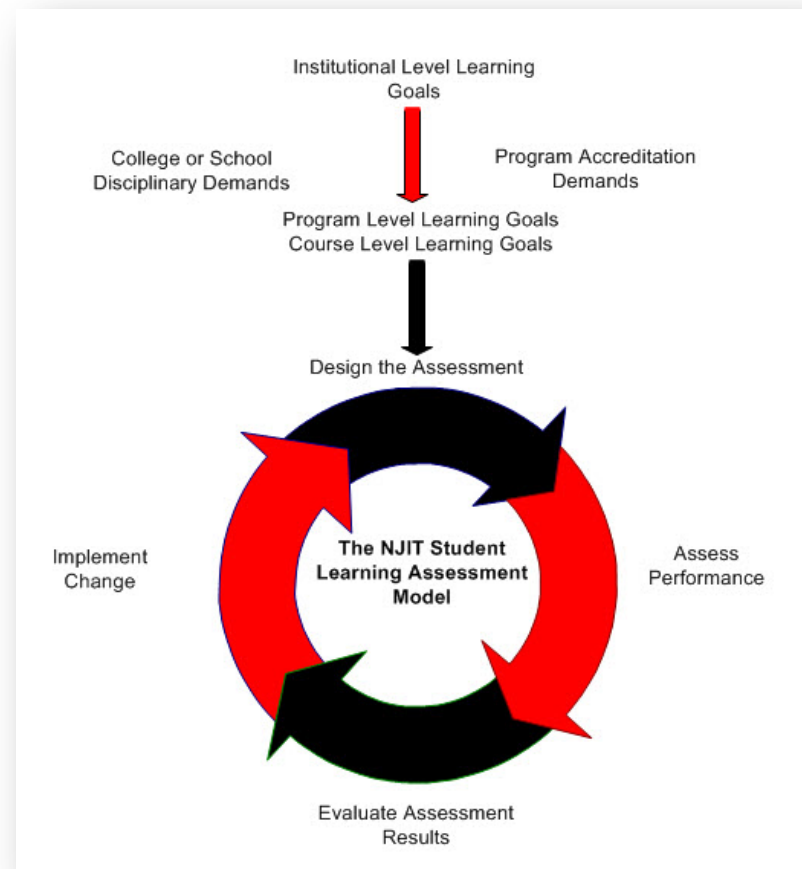 Institutional Level Learning
Goals
College or School
Disciplinary Demands
Program Accreditation
Demands
Program Level Learning Goals
Course Level Learning Goals
Design the Assessment
The NJIT Student
Learning Assessment
Model
Implement
Change
Assess
Performance
Evaluate Assessment
Results